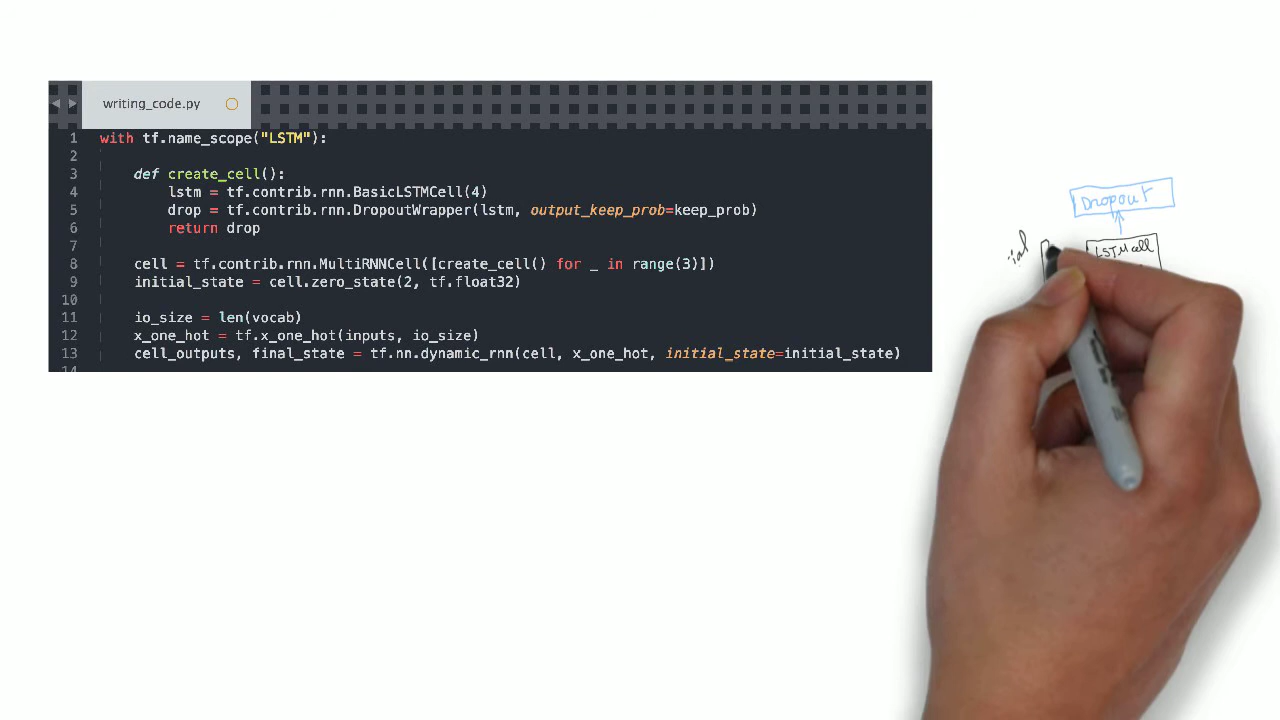 writing_code.py
1 with tf.name_scope("LSTM"):
2
3 def create_cell():
4 lstm = tf.contrib.rnn.BasicLSTMCell(4)
5 drop = tf.contrib.rnn.DropoutWrapper(lstm, output_keep_prob=keep_prob)
6 return drop
7
8 cell = tf.contrib.rnn.MultiRNNCell([create_cell() for _ in range(3)])
9 initial_state = cell.zero_state(2, tf.float32)
10
11 io_size = len(vocab)
12 x_one_hot = tf.x_one_hot(inputs, io_size)
13 cell_outputs, final_state = tf.nn.dynamic_rnn(cell, x_one_hot, initial_state=initial_state)
14
Dropout
LSTM cell